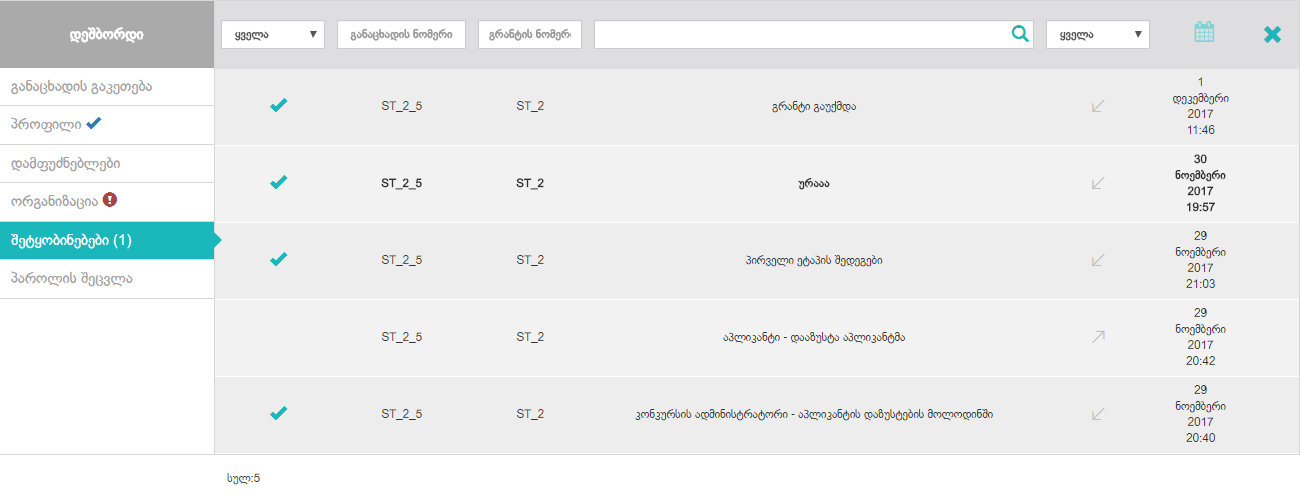 დეშბორდი
ყველა
განაცხადის ნომერი
გრანტის ნომერი
ყველა
განაცხადის გაკეთება
პროფილი
დამფუძნებლები
ორგანიზაცია
შეტყობინებები (1)
პაროლის შეცვლა
ST_2_5 ST_2 გრანტი გაუქმდა
1
დეკემბერი
2017
11:46
ST_2_5 ST_2 ურააა
30
ნოემბერი
2017
19:57
ST_2_5 ST_2 პირველი ეტაპის შედეგები
29
ნოემბერი
2017
21:03
ST_2_5 ST_2 აპლიკანტი - დააზუსტა აპლიკანტმა
29
ნოემბერი
2017
20:42
ST_2_5 ST_2 კონკურსის ადმინისტრატორი - აპლიკანტის დაზუსტების მოლოდინში
29
ნოემბერი
2017
20:40
სულ:5